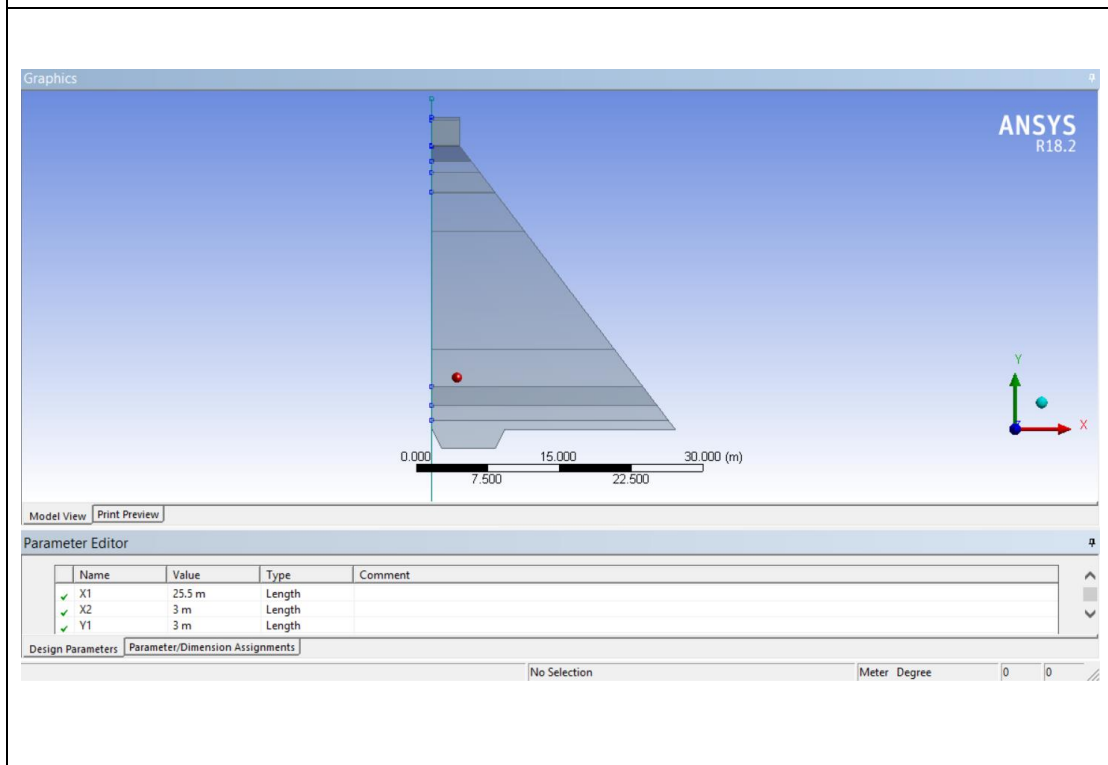 Graphics
ANSYS
R18.2
Y
X
0.000 15.000 30.000 (m)
7.500 22.500
Model View Print Preview
Parameter Editor
Name Value Type Comment
X1 25.5 m Length
X2 3 m Length
Y1 3 m Length
Design Parameters Parameter/Dimension Assignments
No Selection Meter Degree 0 0